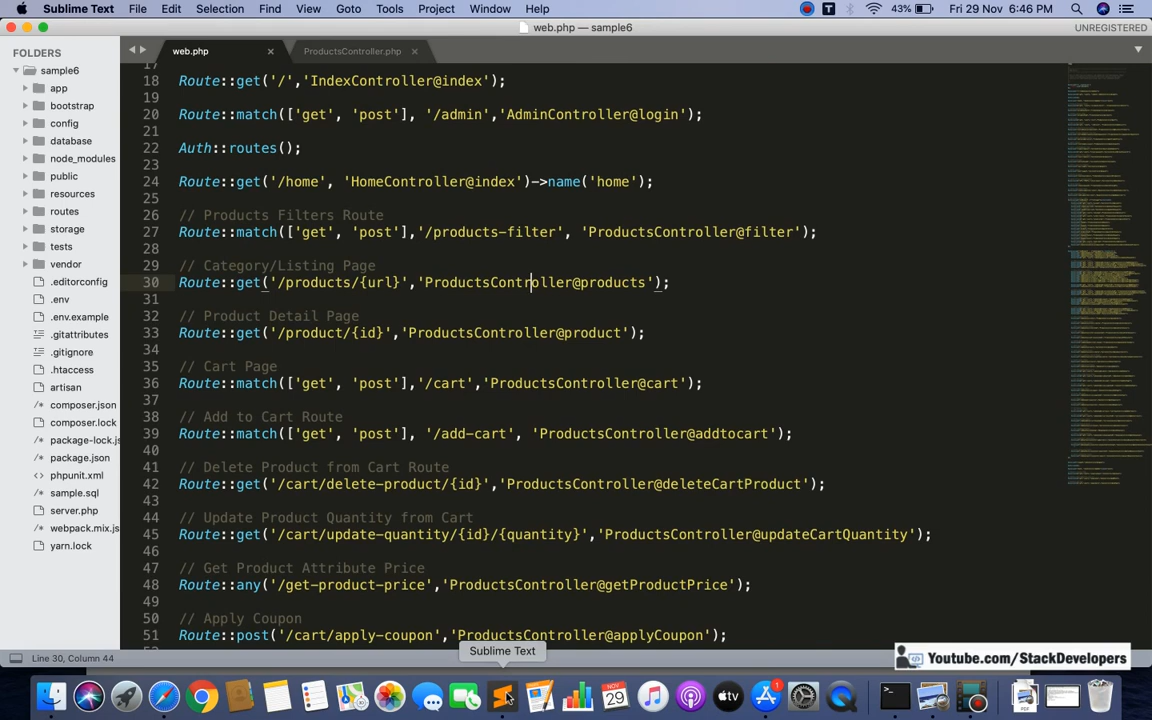 Sublime Text File Edit Selection Find View Goto Tools Project Window Help 43% Fri 29 Nov 6:46 PM
web.php — sample6 UNREGISTERED
FOLDERS
sample6
app
bootstrap
config
database
node_modules
public
resources
routes
storage
tests
vendor
.editorconfig
.env
.env.example
.gitattributes
.gitignore
.htaccess
artisan
composer.json
composer.lock
package-lock.js
package.json
phpunit.xml
sample.sql
server.php
webpack.mix.js
yarn.lock
web.php ProductsController.php
17
18 Route::get('/','IndexController@index');
19
20 Route::match(['get', 'post'], '/admin','AdminController@login');
21
22 Auth::routes();
23
24 Route::get('/home', 'HomeController@index')->name('home');
25
26 // Products Filters Route
27 Route::match(['get', 'post'],'/products-filter', 'ProductsController@filter');
28
29 // Category/Listing Page
30 Route::get('/products/{url}','ProductsController@products');
31
32 // Product Detail Page
33 Route::get('/product/{id}','ProductsController@product');
34
35 // Cart Page
36 Route::match(['get', 'post'],'/cart','ProductsController@cart');
37
38 // Add to Cart Route
39 Route::match(['get', 'post'], '/add-cart', 'ProductsController@addtocart');
40
41 // Delete Product from Cart Route
42 Route::get('/cart/delete-product/{id}','ProductsController@deleteCartProduct');
43
44 // Update Product Quantity from Cart
45 Route::get('/cart/update-quantity/{id}/{quantity}','ProductsController@updateCartQuantity');
46
47 // Get Product Attribute Price
48 Route::any('/get-product-price','ProductsController@getProductPrice');
49
50 // Apply Coupon
51 Route::post('/cart/apply-coupon','ProductsController@applyCoupon');
Sublime Text
Line 30, Column 44
Youtube.com/StackDevelopers